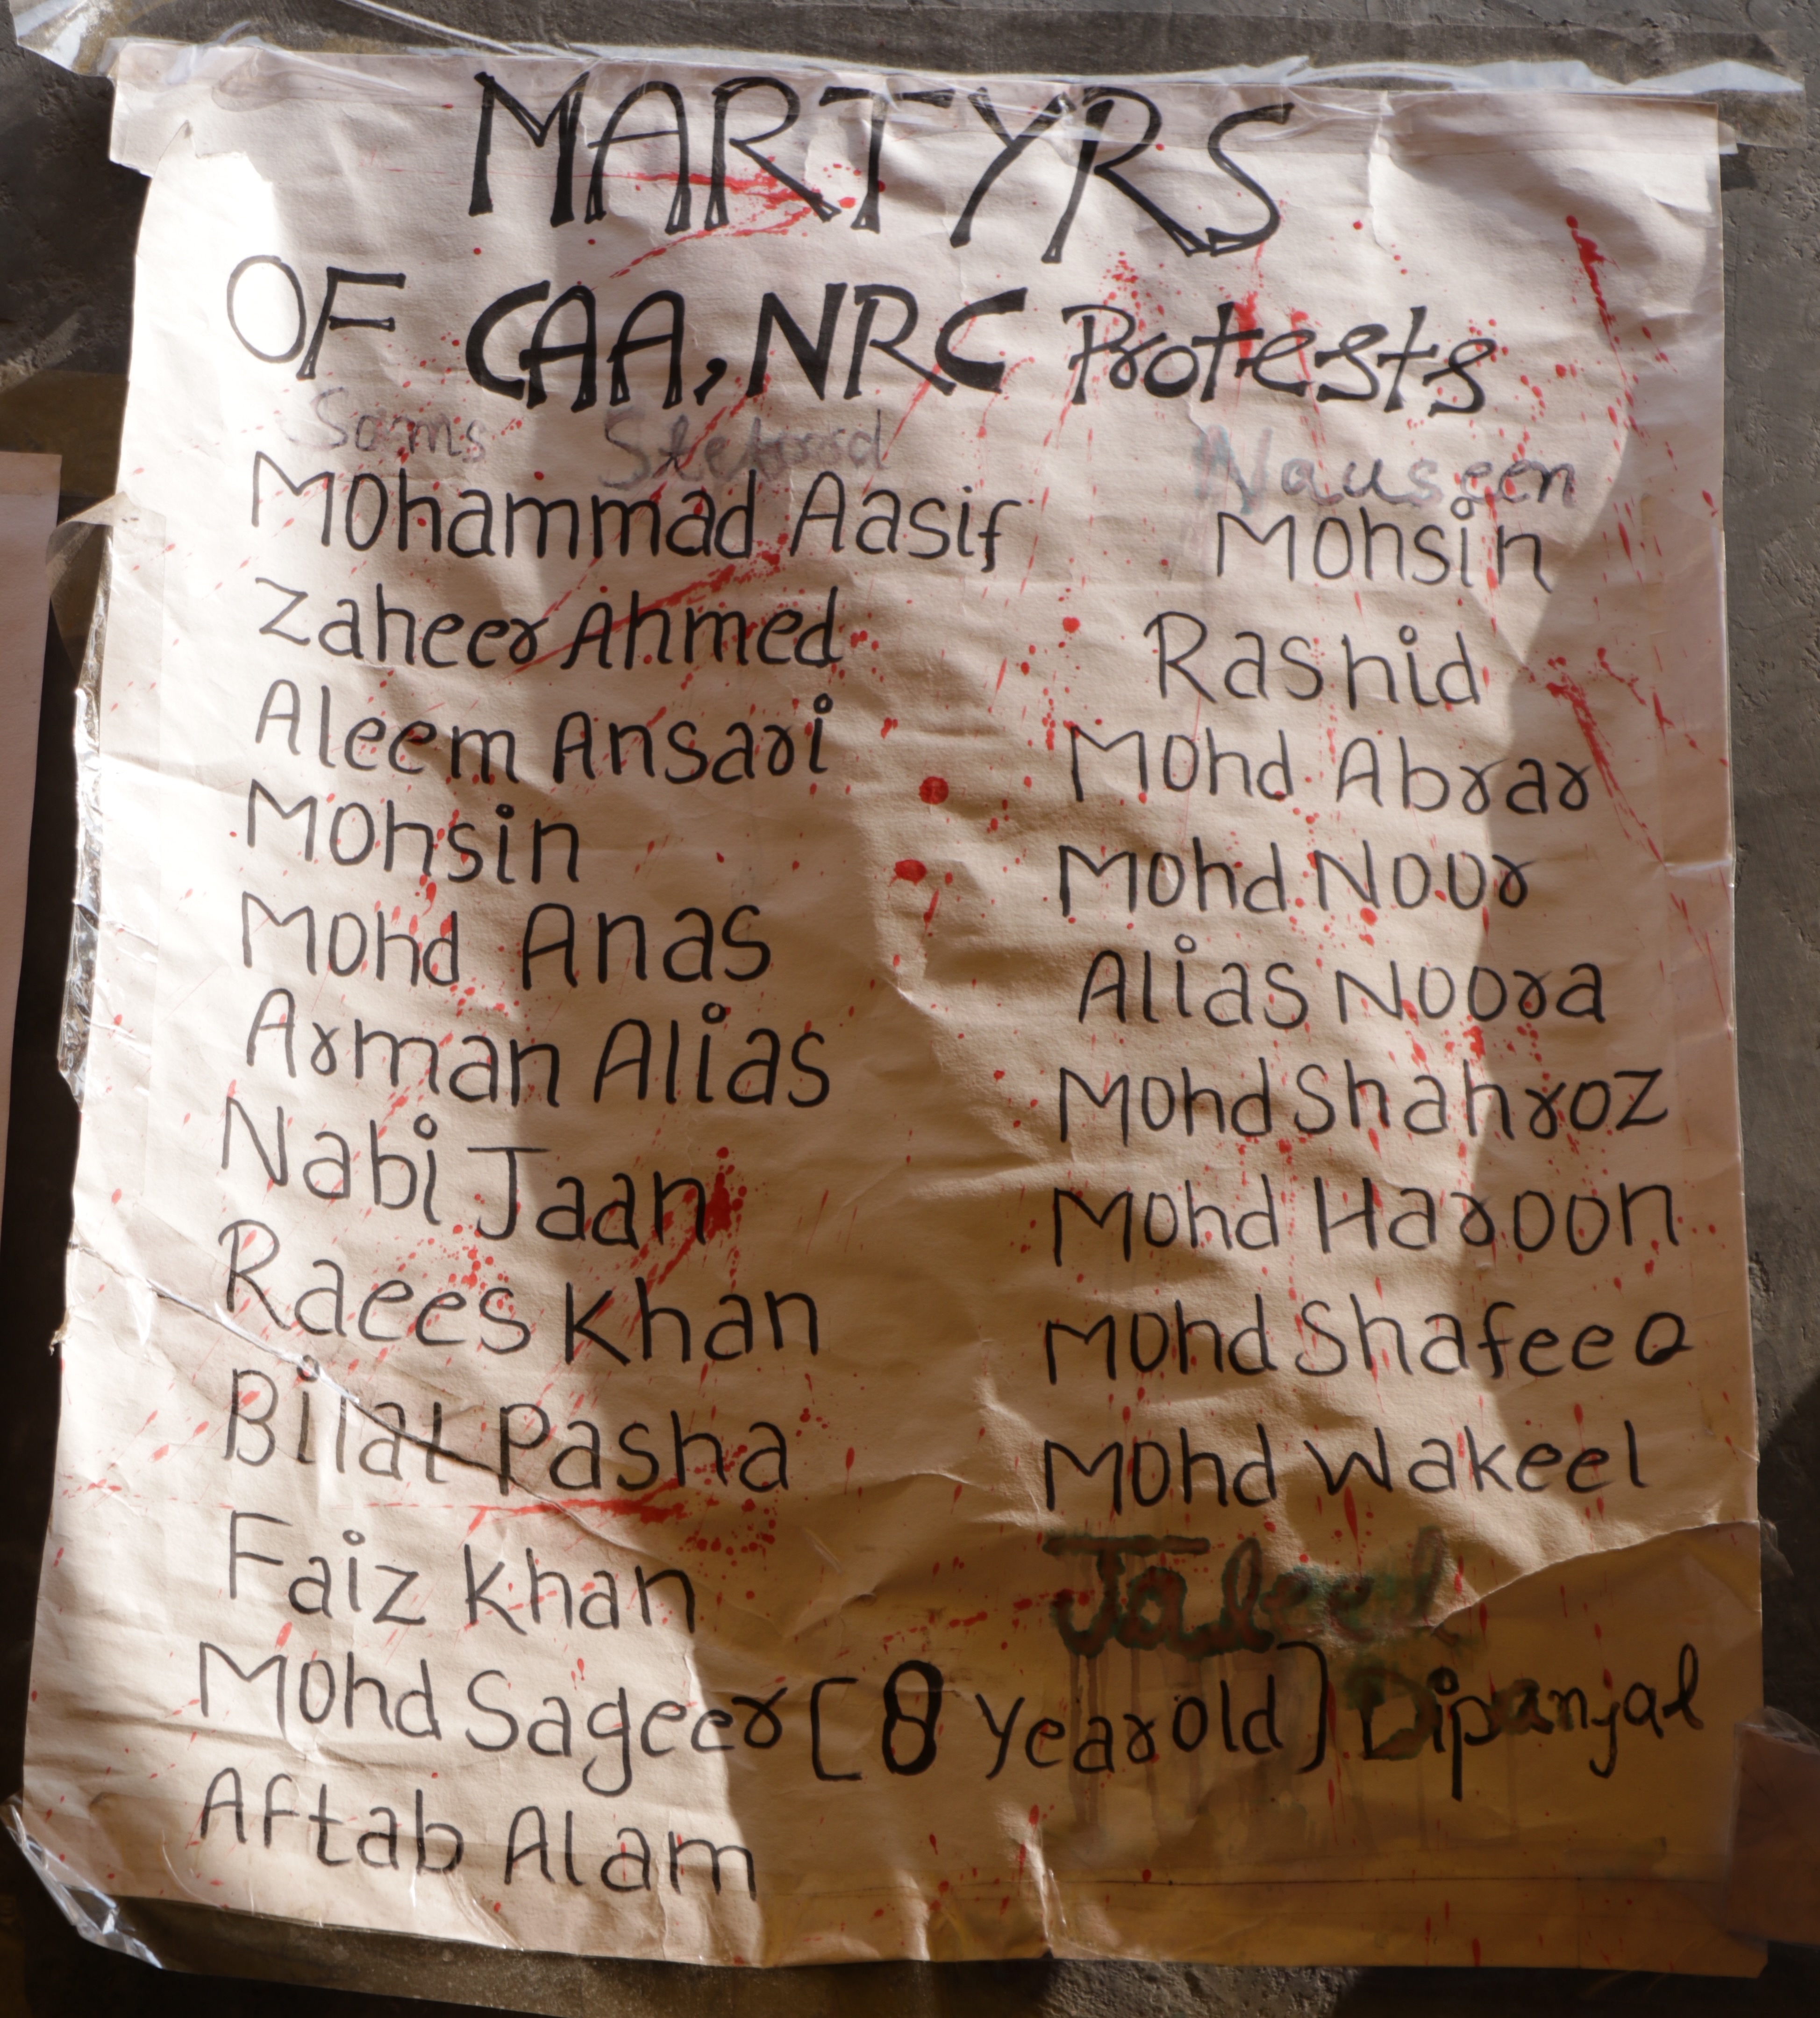 MARTYRS
OF CAA, NRC Protests
Sams
Mohammad Aasif
Zaheer Ahmed
Aleem Ansari
Mohsin
Mohd Anas
Arman Alias
Nabi Jaan
Raees Khan
Bilal Pasha
Faiz Khan
Mohd Sageer [8 Year old]
Aftab Alam
Nauseen
Mohsin
Rashid
Mohd Abrar
Mohd Noor
Alias Noora
Mohd Shahroz
Mohd Haroon
Mohd ShafeeQ
Mohd Wakeel
Jaleel
Dipanjal